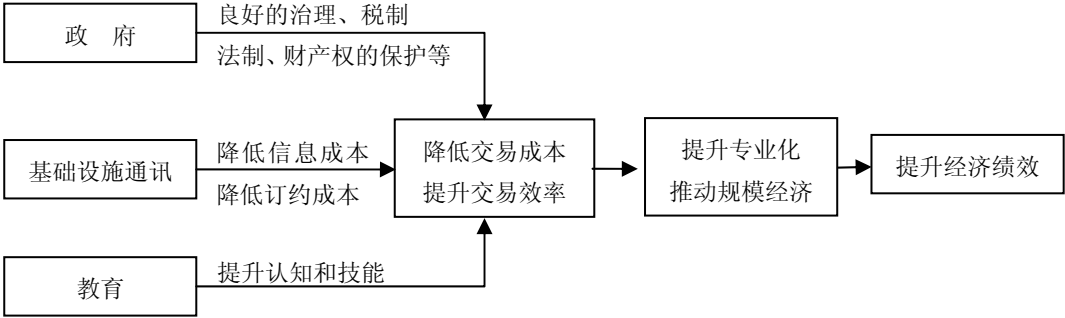 政 府
良好的治理、税制
法制、财产权的保护等
基础设施通讯
降低信息成本
降低订约成本
教育
提升认知和技能
降低交易成本
提升交易效率
提升专业化
推动规模经济
提升经济绩效